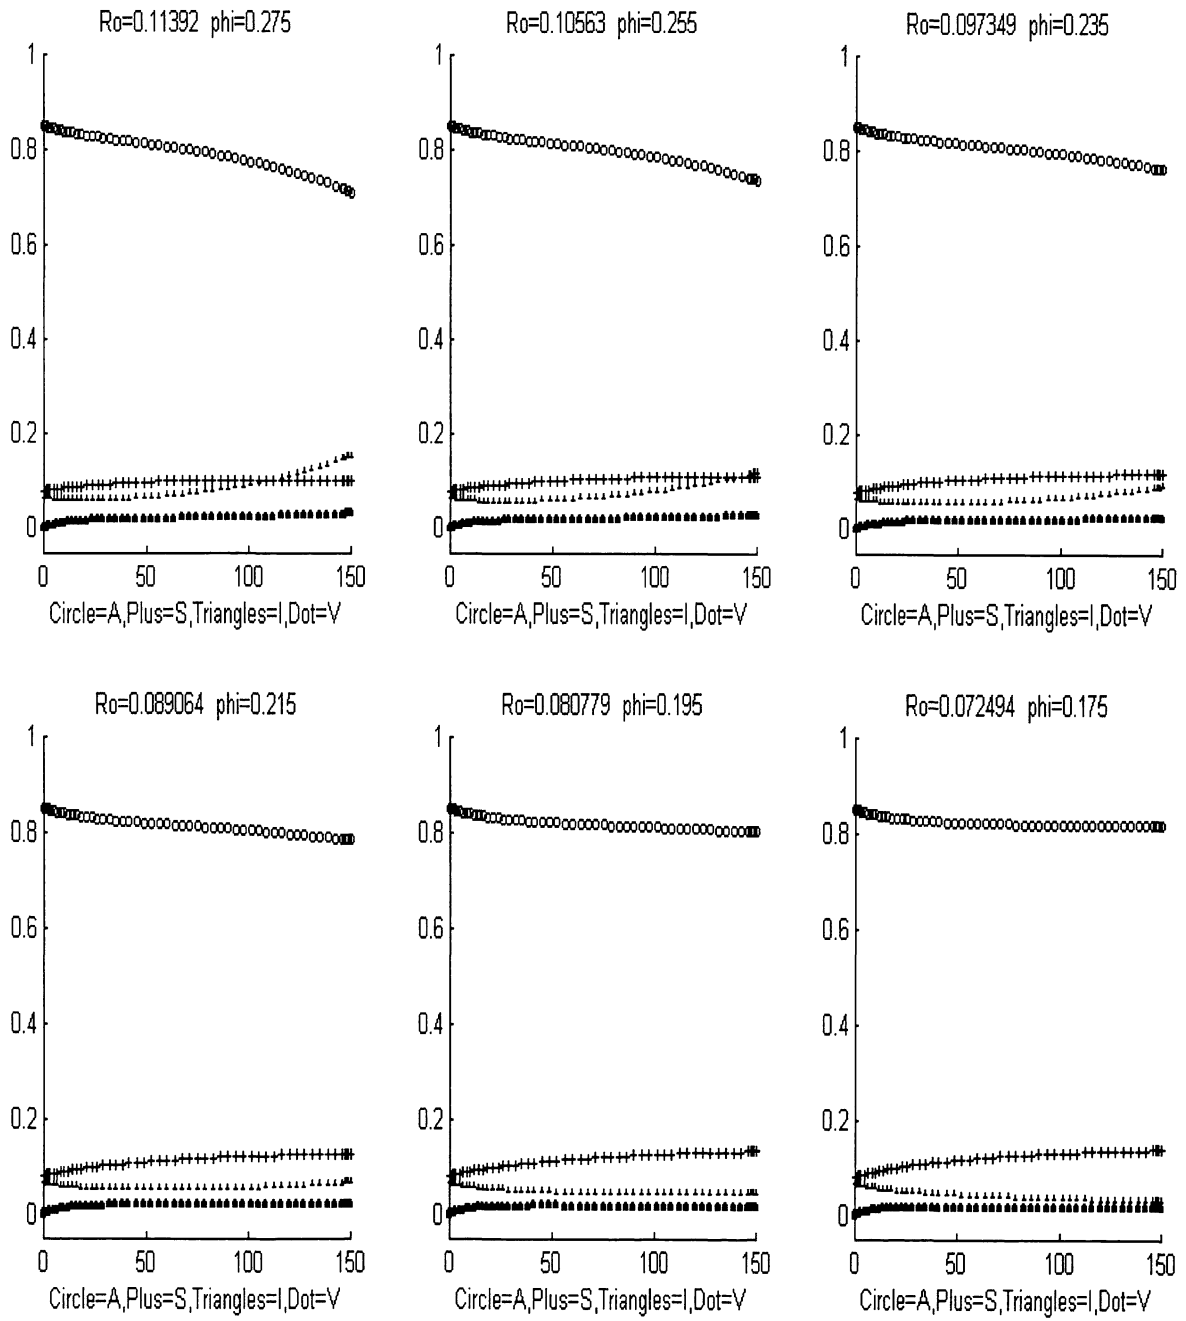 Ro=0.11392 phi=0.275
1
0.8
0.6
0.4
0.2
0
0 50 100 150
Circle=A,Plus=S,Triangles=I,Dot=V
Ro=0.10563 phi=0.255
1
0.8
0.6
0.4
0.2
0
0 50 100 150
Circle=A,Plus=S,Triangles=I,Dot=V
Ro=0.097349 phi=0.235
1
0.8
0.6
0.4
0.2
0
0 50 100 150
Circle=A,Plus=S,Triangles=I,Dot=V
Ro=0.089064 phi=0.215
1
0.8
0.6
0.4
0.2
0
0 50 100 150
Circle=A,Plus=S,Triangles=I,Dot=V
Ro=0.080779 phi=0.195
1
0.8
0.6
0.4
0.2
0
0 50 100 150
Circle=A,Plus=S,Triangles=I,Dot=V
Ro=0.072494 phi=0.175
1
0.8
0.6
0.4
0.2
0
0 50 100 150
Circle=A,Plus=S,Triangles=I,Dot=V